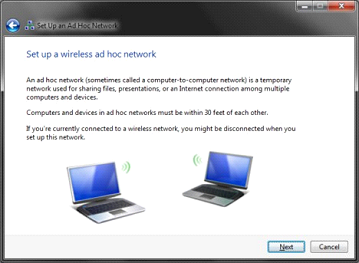 Set Up an Ad Hoc Network
Set up a wireless ad hoc network
An ad hoc network (sometimes called a computer-to-computer network) is a temporary
network used for sharing files, presentations, or an Internet connection among multiple
computers and devices.
Computers and devices in ad hoc networks must be within 30 feet of each other.
If you're currently connected to a wireless network, you might be disconnected when you
set up this network.
Next
Cancel